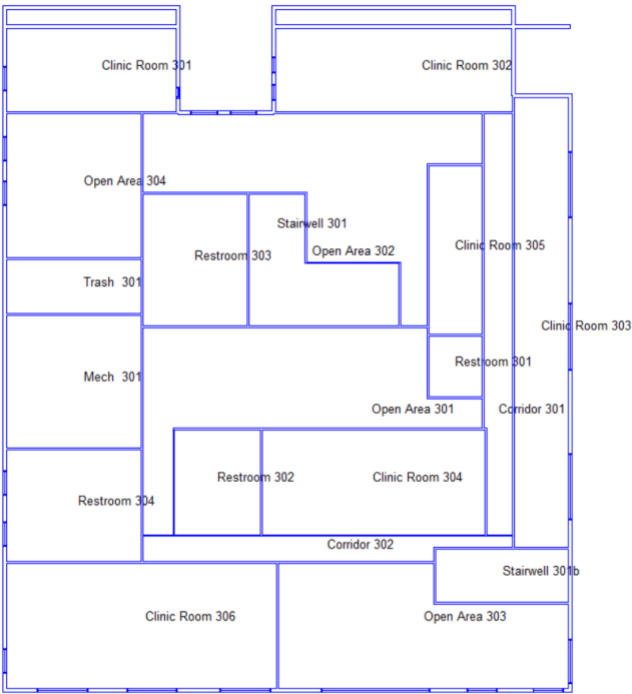 Clinic Room 301
Clinic Room 302
Open Area 304
Stairwell 301
Restroom 303
Open Area 302
Clinic Room 305
Trash  301
Clinic Room 303
Restroom 301
Mech  301
Open Area 301
Corridor 301
Restroom 302
Clinic Room 304
Restroom 304
Corridor 302
Stairwell 301b
Clinic Room 306
Open Area 303